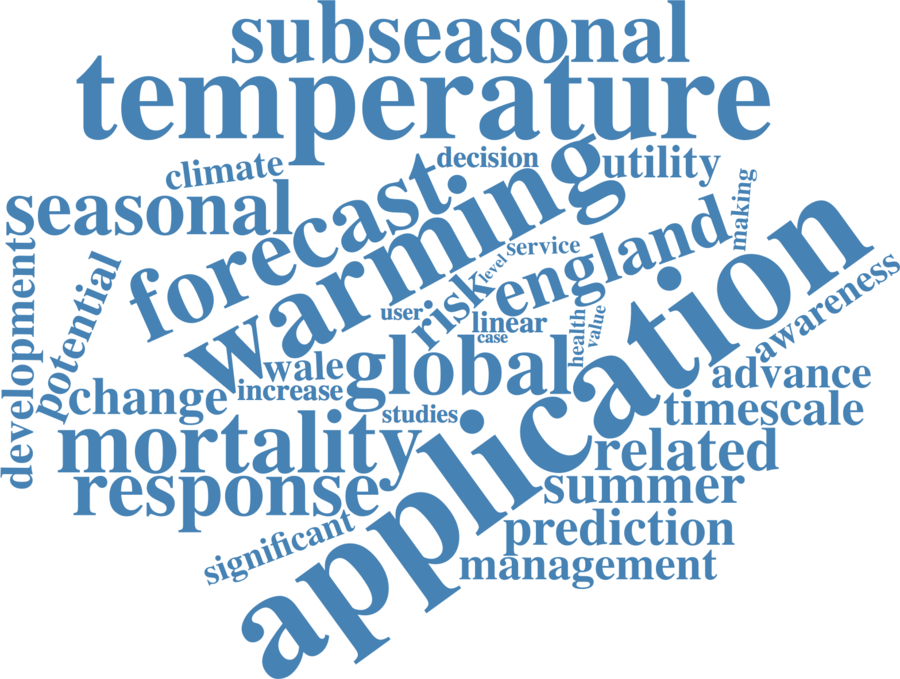 subseasonal
temperature
climate
decision
utility
seasonal
forecast
warming
making
service
level
england
risk
development
potential
user
linear
case
health
value
application
awareness
wale
global
increase
change
studies
advance
timescale
mortality
related
response
summer
significant
prediction
management